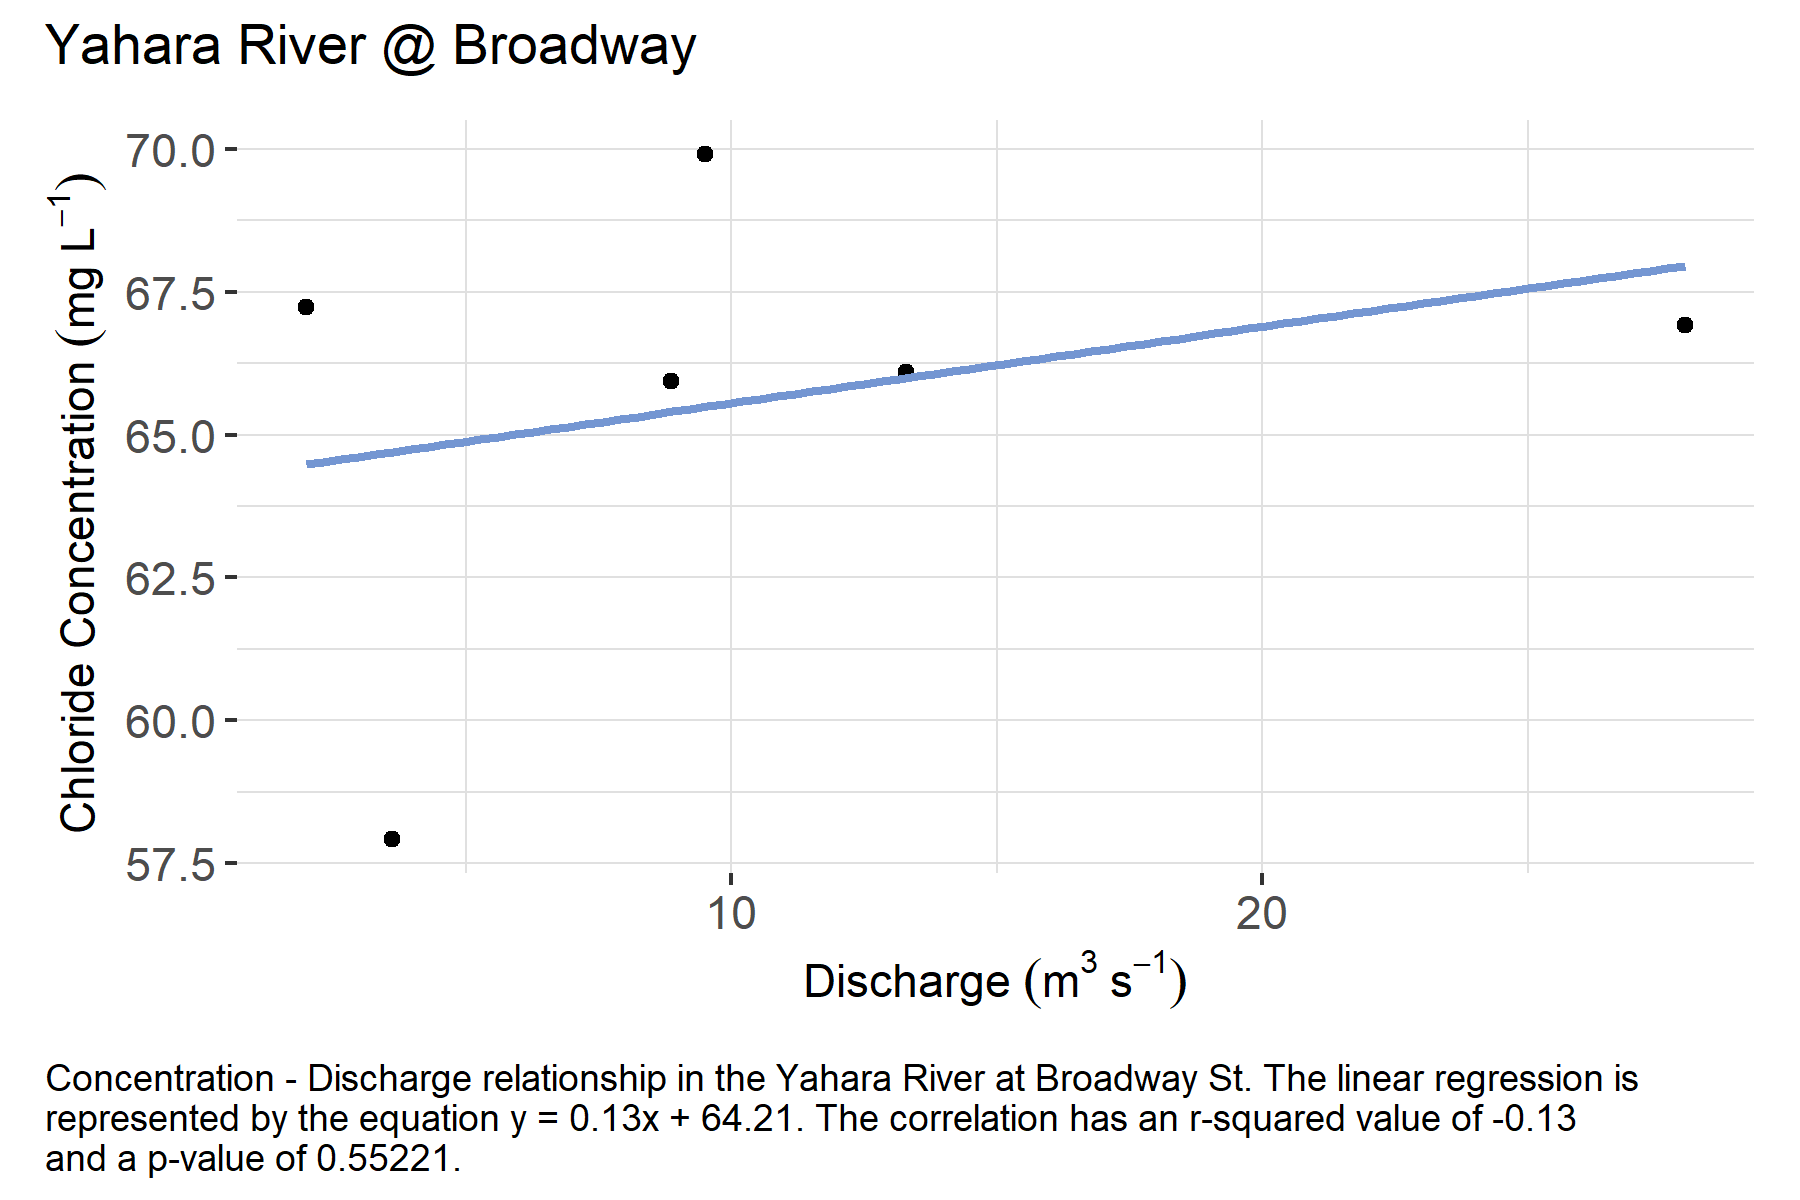 Yahara River @ Broadway
70.0
67.5
65.0
62.5
60.0
57.5
Chloride Concentration (mg L⁻¹)
10
20
Discharge (m³ s⁻¹)
Concentration - Discharge relationship in the Yahara River at Broadway St. The linear regression is
represented by the equation y = 0.13x + 64.21. The correlation has an r-squared value of -0.13
and a p-value of 0.55221.